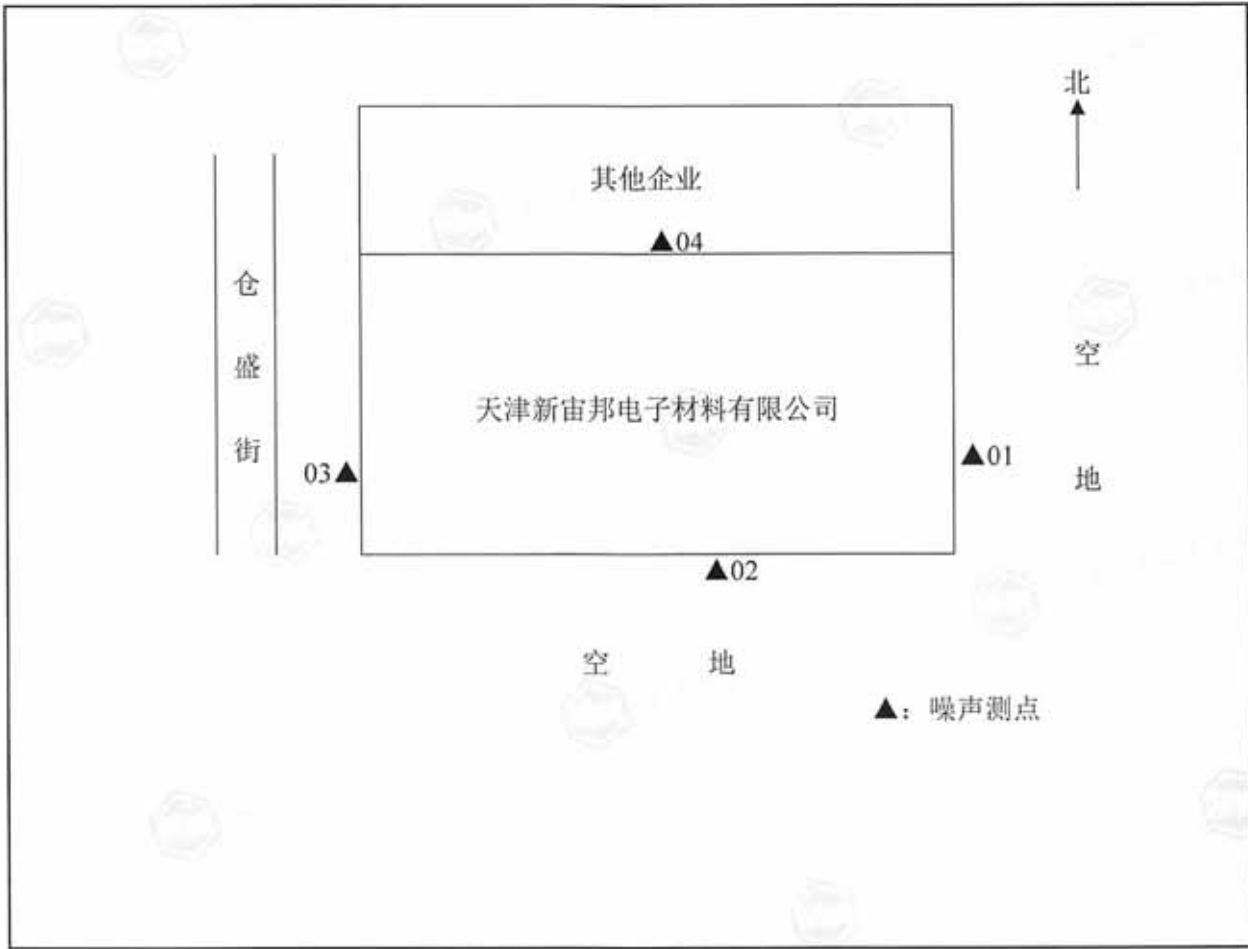 北
其他企业
▲04
仓盛街
空地
天津新宙邦电子材料有限公司
▲01
03▲
▲02
空 地
▲：噪声测点